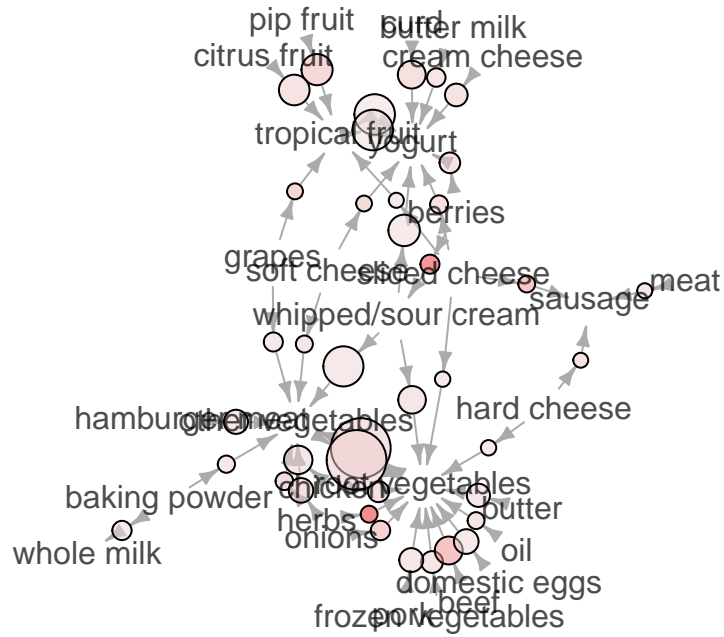 pip fruit
curd
butter milk
citrus fruit
cream cheese
tropical fruit
yogurt
berries
grapes
soft cheese
sliced cheese
meat
sausage
whipped/sour cream
hard cheese
hamburger meat
other vegetables
chicken
root vegetables
baking powder
butter
herbs
onions
whole milk
oil
domestic eggs
beef
pork
frozen vegetables